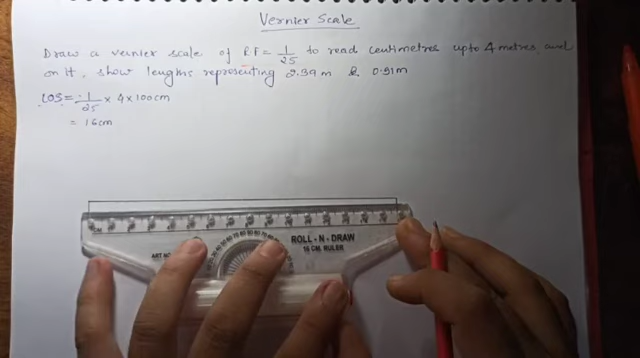 Vernier Scale
Draw a vernier scale of RF = 1/25 to read centimetres upto 4 metres and
on it, show lengths representing 2.39 m & 0.91 m
LOS = 1/25 x 4 x 100 cm
= 16 cm
ROLL-N-DRAW
15 CM. RULER
ART NO